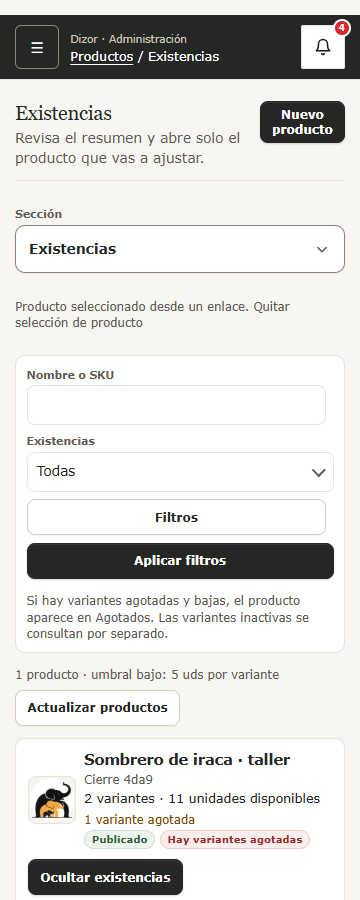 ☰
Dizor · Administración
Productos / Existencias
4
Existencias
Nuevo
producto
Revisa el resumen y abre solo el
producto que vas a ajustar.
Sección
Existencias
Producto seleccionado desde un enlace. Quitar
selección de producto
Nombre o SKU
Existencias
Todas
Filtros
Aplicar filtros
Si hay variantes agotadas y bajas, el producto
aparece en Agotados. Las variantes inactivas se
consultan por separado.
1 producto · umbral bajo: 5 uds por variante
Actualizar productos
Sombrero de iraca · taller
Cierre 4da9
2 variantes · 11 unidades disponibles
1 variante agotada
Publicado Hay variantes agotadas
Ocultar existencias